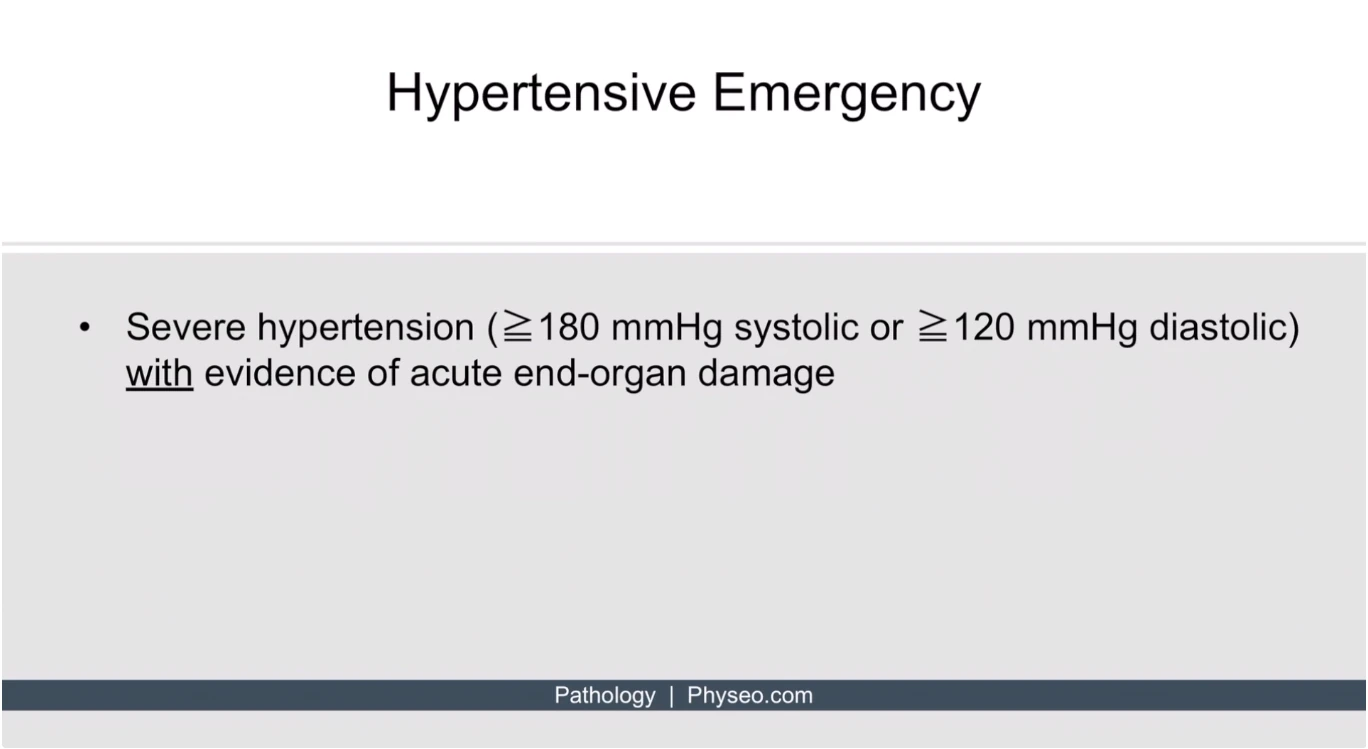 Hypertensive Emergency
• Severe hypertension (≧180 mmHg systolic or ≧120 mmHg diastolic)
with evidence of acute end-organ damage
Pathology | Physeo.com